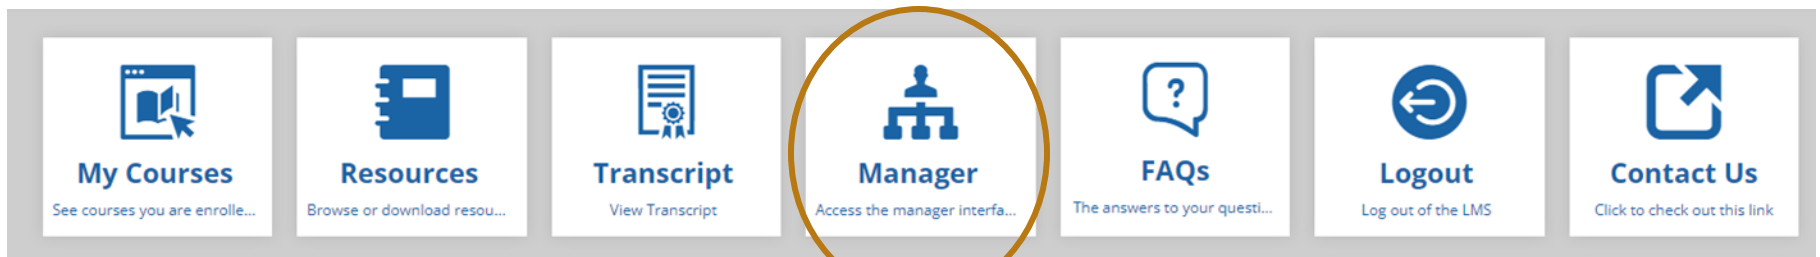 My Courses
See courses you are enrolle...
Resources
Browse or download resou...
Transcript
View Transcript
Manager
Access the manager interfa...
?
FAQs
The answers to your questi...
Logout
Log out of the LMS
Contact Us
Click to check out this link